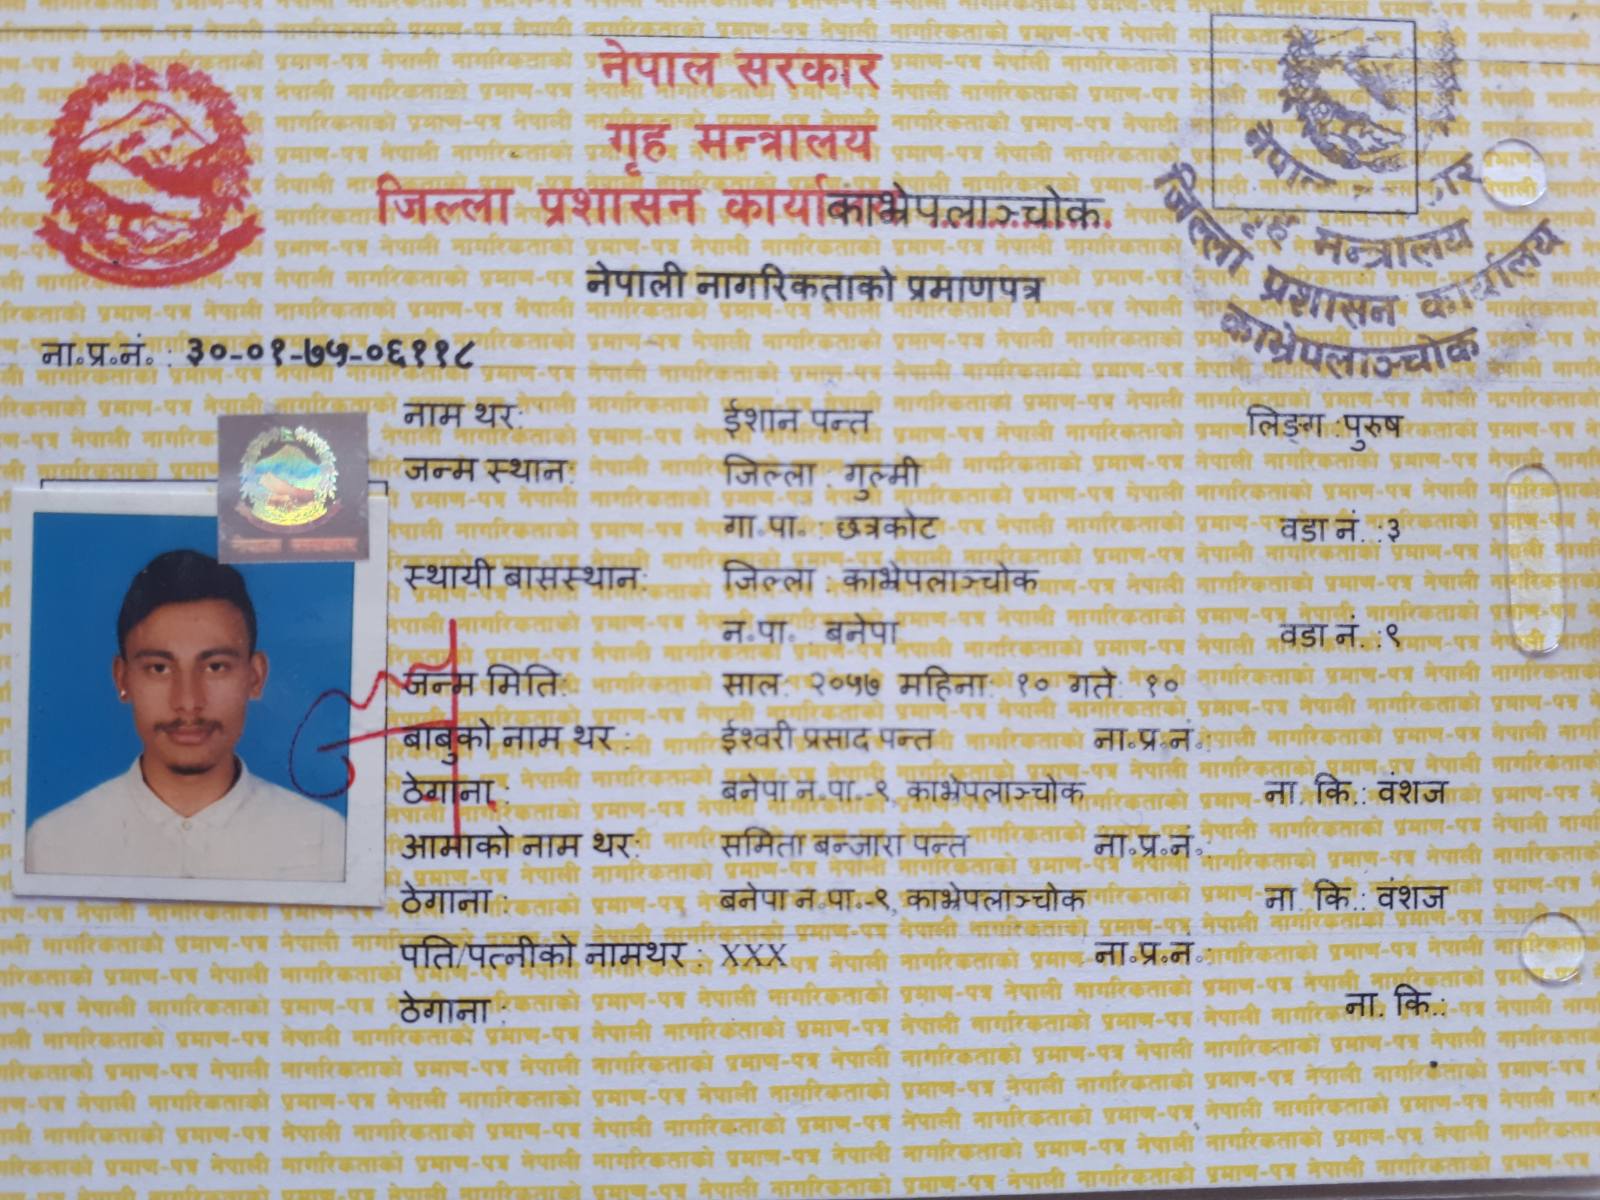 नेपाल सरकार
गृह मन्त्रालय
जिल्ला प्रशासन कार्या काभ्रेपलाञ्चोक
नेपाली नागरिकताको प्रमाणपत्र
नेपाल
गृह मन्त्रालय
जिल्ला प्रशासन कार्यालय
काभ्रेपलाञ्चोक
ना॰प्र॰नं॰ : ३०-०१-७५-०६११८
नाम थर: ईशान पन्त लिङ्ग :पुरुष
जन्म स्थान: जिल्ला : गुल्मी
गा.पा. : छत्रकोट वडा नं. :३
स्थायी बासस्थान: जिल्ला : काभ्रेपलाञ्चोक
न.पा. : बनेपा वडा नं. :९
जन्म मिति: साल: २०५७ महिना: १० गते: १०
बाबुको नाम थर : ईश्वरी प्रसाद पन्त ना॰प्र॰नं.:
ठेगाना : बनेपा न.पा.-९, काभ्रेपलाञ्चोक ना. कि.: वंशज
आमाको नाम थर: समिता बन्जारा पन्त ना॰प्र॰नं.:
ठेगाना : बनेपा न.पा.-९, काभ्रेपलाञ्चोक ना. कि.: वंशज
पति/पत्नीको नामथर : XXX ना॰प्र॰न.:
ठेगाना : ना. कि.: